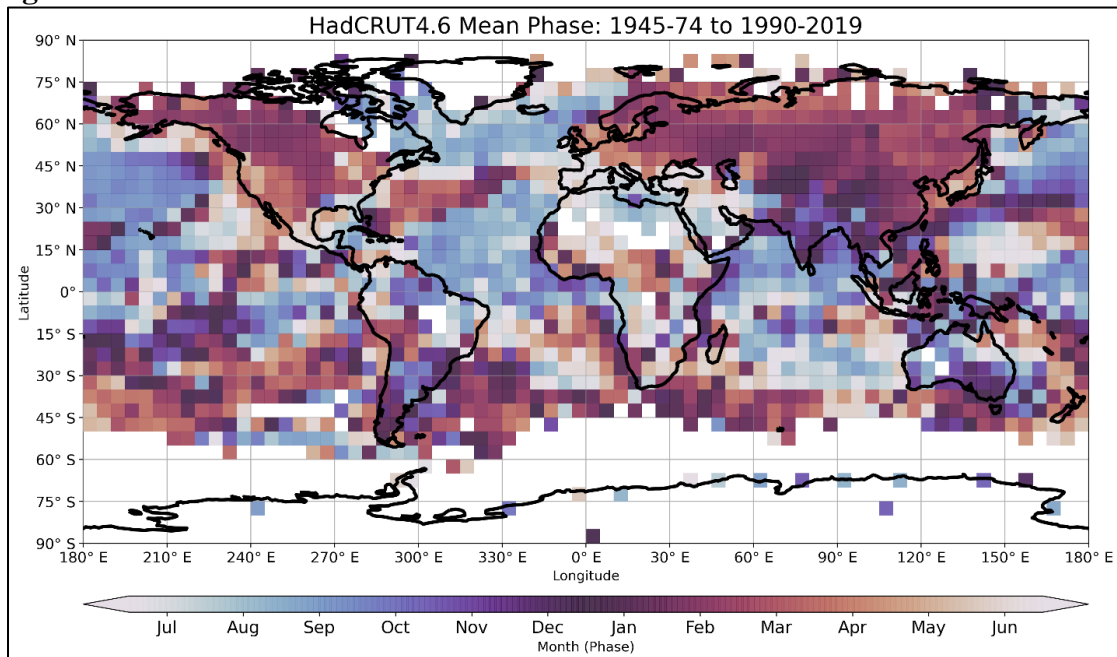 HadCRUT4.6 Mean Phase: 1945-74 to 1990-2019
90° N
75° N
60° N
45° N
30° N
15° N
0°
15° S
30° S
45° S
60° S
75° S
90° S
Latitude
180° E 210° E 240° E 270° E 300° E 330° E 0° E 30° E 60° E 90° E 120° E 150° E 180° E
Longitude
Jul Aug Sep Oct Nov Dec Jan Feb Mar Apr May Jun
Month (Phase)